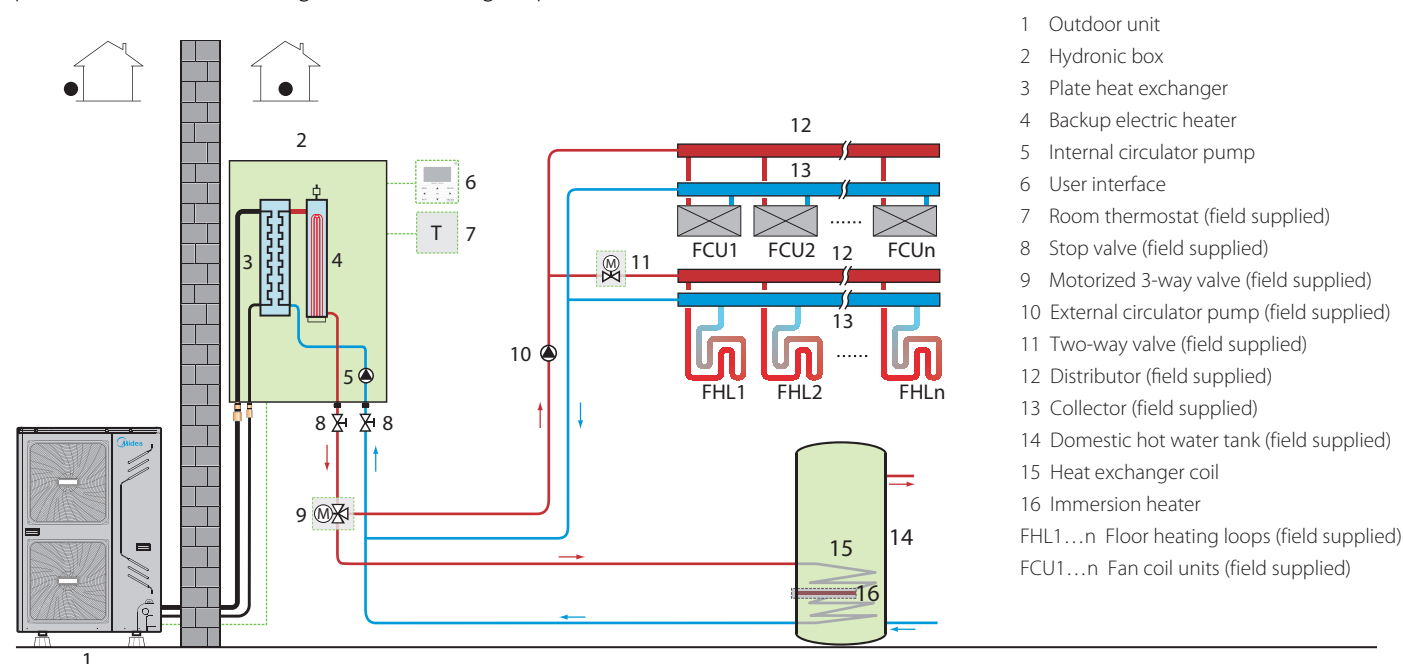 1 Outdoor unit
2 Hydronic box
3 Plate heat exchanger
4 Backup electric heater
5 Internal circulator pump
6 User interface
7 Room thermostat (field supplied)
8 Stop valve (field supplied)
9 Motorized 3-way valve (field supplied)
10 External circulator pump (field supplied)
11 Two-way valve (field supplied)
12 Distributor (field supplied)
13 Collector (field supplied)
14 Domestic hot water tank (field supplied)
15 Heat exchanger coil
16 Immersion heater
FHL1…n Floor heating loops (field supplied)
FCU1…n Fan coil units (field supplied)
2
12
13
6
T 7
FCU1 FCU2 ...... FCUn
3 4
M 11 12
13
10
......
5
FHL1 FHL2 FHLn
8 8
Midea
9 M
15 14
16
1